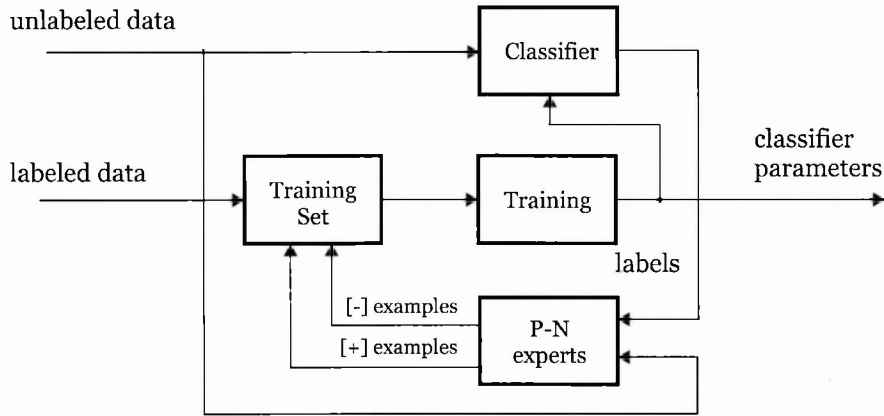 unlabeled data
Classifier
classifier
parameters
labeled data
Training
Set
Training
labels
[-] examples
[+] examples
P-N
experts